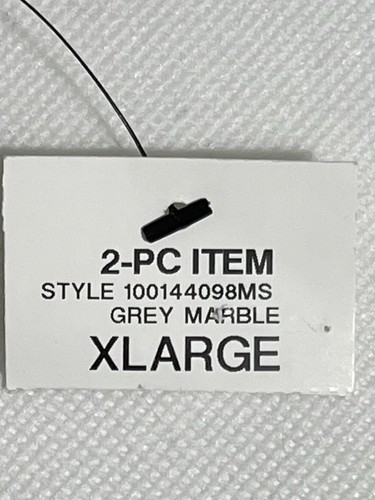 2-PC ITEM
STYLE 100144098MS
GREY MARBLE
XLARGE